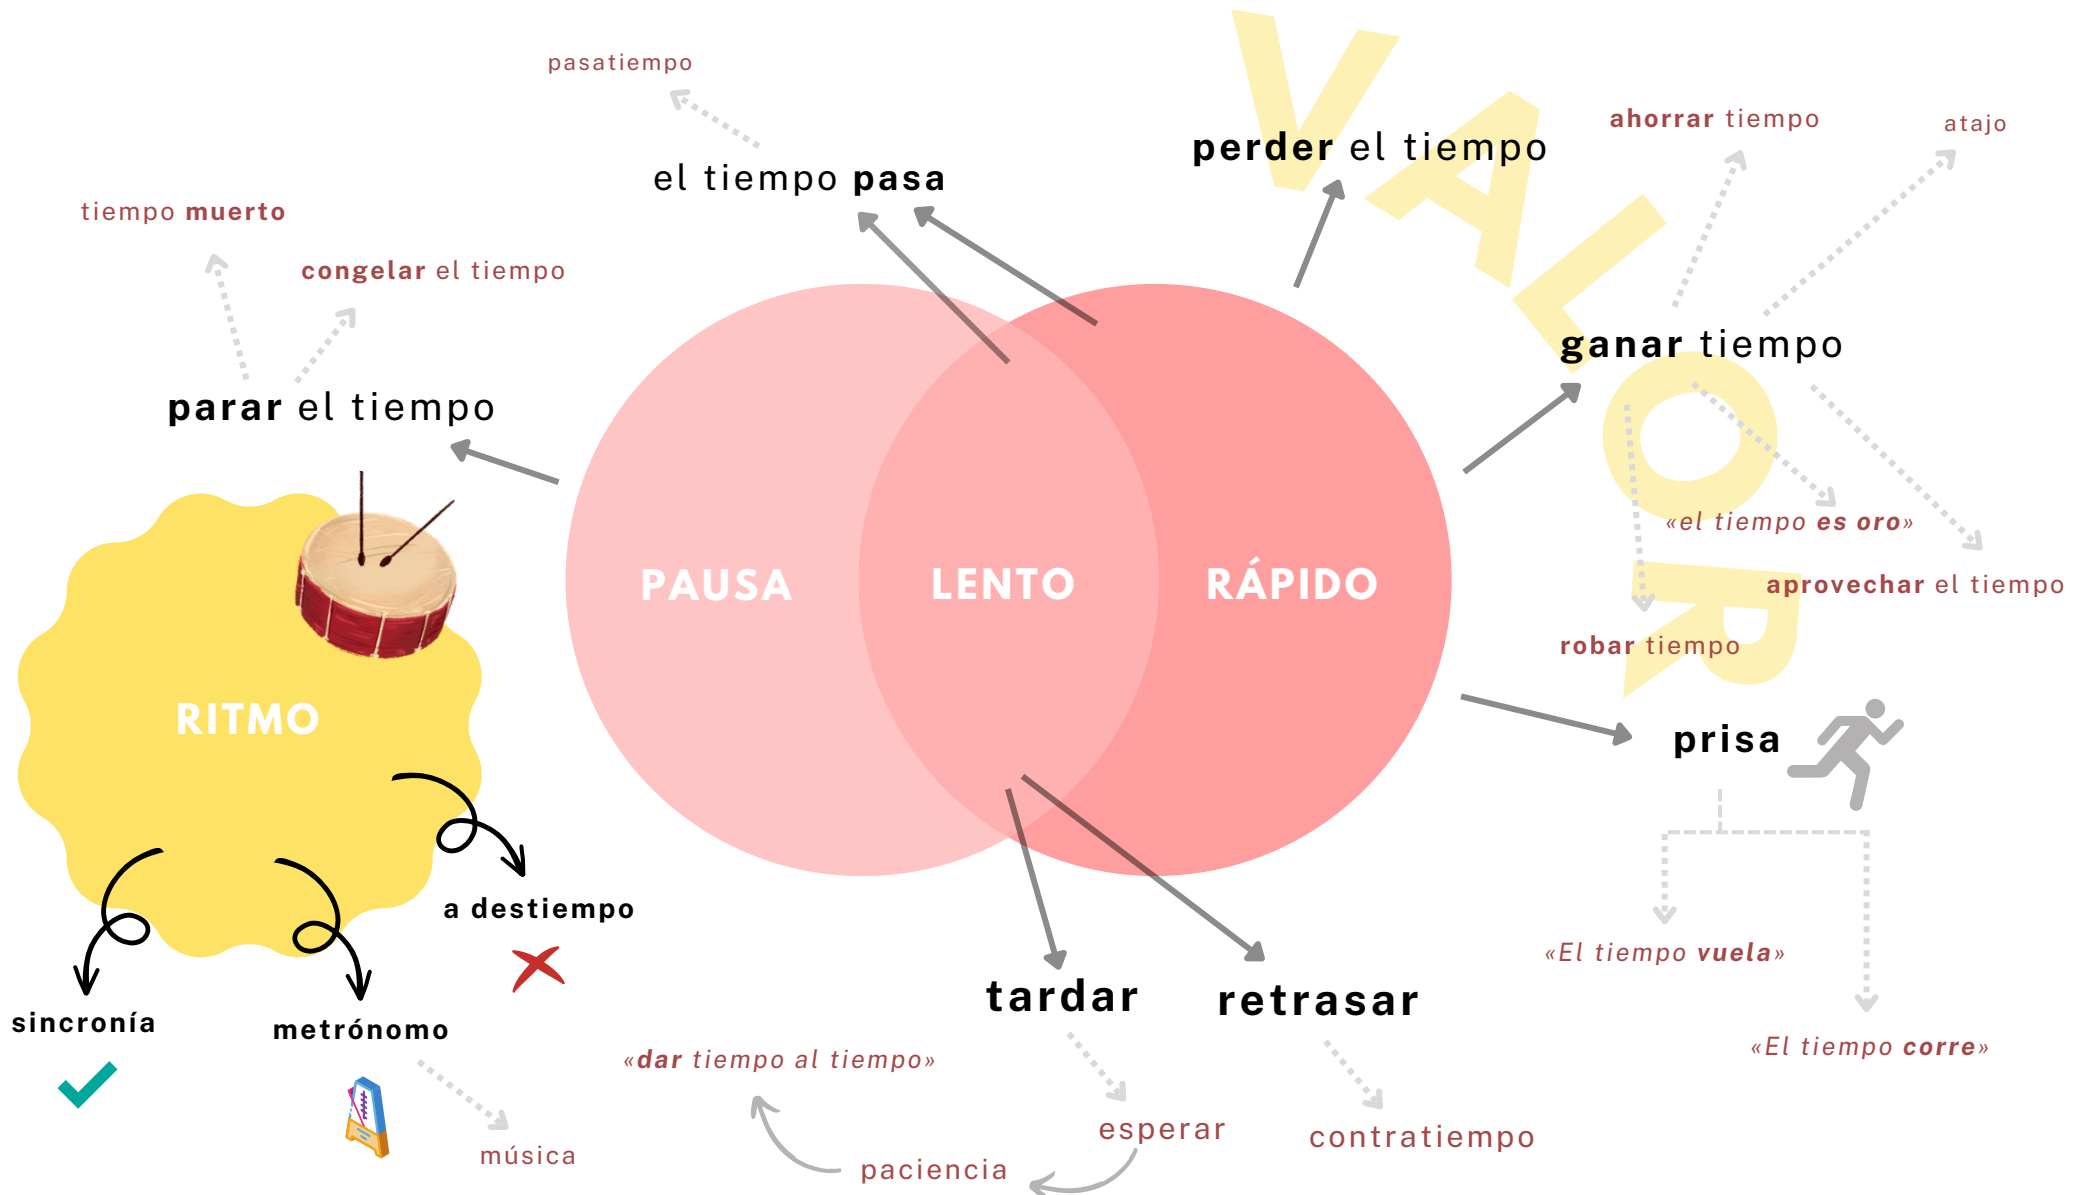 pasatiempo
VALOR
ahorrar tiempo
atajo
perder el tiempo
el tiempo pasa
tiempo muerto
congelar el tiempo
ganar tiempo
parar el tiempo
«el tiempo es oro»
PAUSA
LENTO
RÁPIDO
aprovechar el tiempo
robar tiempo
RITMO
prisa
a destiempo
«El tiempo vuela»
tardar
retrasar
sincronía
metrónomo
«El tiempo corre»
«dar tiempo al tiempo»
esperar
contratiempo
música
paciencia